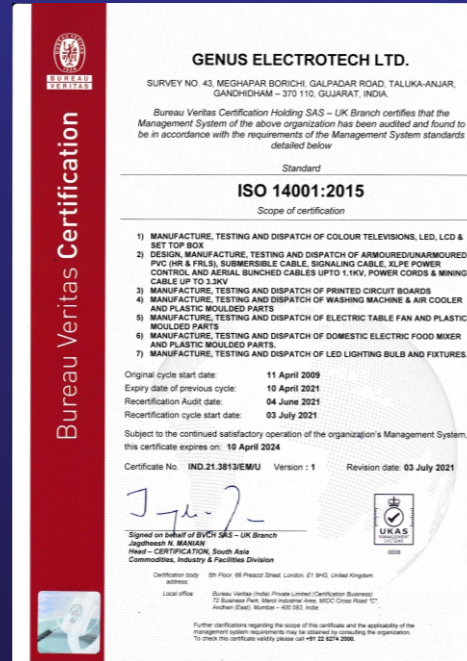 BUREAU
VERITAS
Bureau Veritas Certification
GENUS ELECTROTECH LTD.
SURVEY NO. 43, MEGHAPAR BORICHI, GALPADAR ROAD, TALUKA-ANJAR,
GANDHIDHAM – 370 110, GUJARAT, INDIA.
Bureau Veritas Certification Holding SAS – UK Branch certifies that the
Management System of the above organization has been audited and found to
be in accordance with the requirements of the Management System standards
detailed below
Standard
ISO 14001:2015
Scope of certification
1) MANUFACTURE, TESTING AND DISPATCH OF COLOUR TELEVISIONS, LED, LCD &
SET TOP BOX
2) DESIGN, MANUFACTURE, TESTING AND DISPATCH OF ARMOURED/UNARMOURED
PVC (HR & FRLS), SUBMERSIBLE CABLE, SIGNALING CABLE, XLPE POWER
CONTROL AND AERIAL BUNCHED CABLES UPTO 1.1KV, POWER CORDS & MINING
CABLE UP TO 3.3KV
3) MANUFACTURE, TESTING AND DISPATCH OF PRINTED CIRCUIT BOARDS
4) MANUFACTURE, TESTING AND DISPATCH OF WASHING MACHINE & AIR COOLER
AND PLASTIC MOULDED PARTS
5) MANUFACTURE, TESTING AND DISPATCH OF ELECTRIC TABLE FAN AND PLASTIC
MOULDED PARTS
6) MANUFACTURE, TESTING AND DISPATCH OF DOMESTIC ELECTRIC FOOD MIXER
AND PLASTIC MOULDED PARTS.
7) MANUFACTURE, TESTING AND DISPATCH OF LED LIGHTING BULB AND FIXTURES.
Original cycle start date: 11 April 2009
Expiry date of previous cycle: 10 April 2021
Recertification Audit date: 04 June 2021
Recertification cycle start date: 03 July 2021
Subject to the continued satisfactory operation of the organization's Management System,
this certificate expires on: 10 April 2024
Certificate No. IND.21.3813/EM/U Version : 1 Revision date: 03 July 2021
Signed on behalf of BVCH SAS – UK Branch
Jagdheesh N. MANIAN
Head – CERTIFICATION, South Asia
Commodities, Industry & Facilities Division
UKAS
MANAGEMENT
SYSTEMS
0008
Certification body
address: 5th Floor, 66 Prescot Street, London, E1 8HG, United Kingdom
Local office: Bureau Veritas (India) Private Limited (Certification Business)
72 Business Park, Marol Industrial Area, MIDC Cross Road "C",
Andheri (East), Mumbai – 400 093, India.
Further clarifications regarding the scope of this certificate and the applicability of the
management system requirements may be obtained by consulting the organization.
To check this certificate validity please call +91 22 6274 2000.